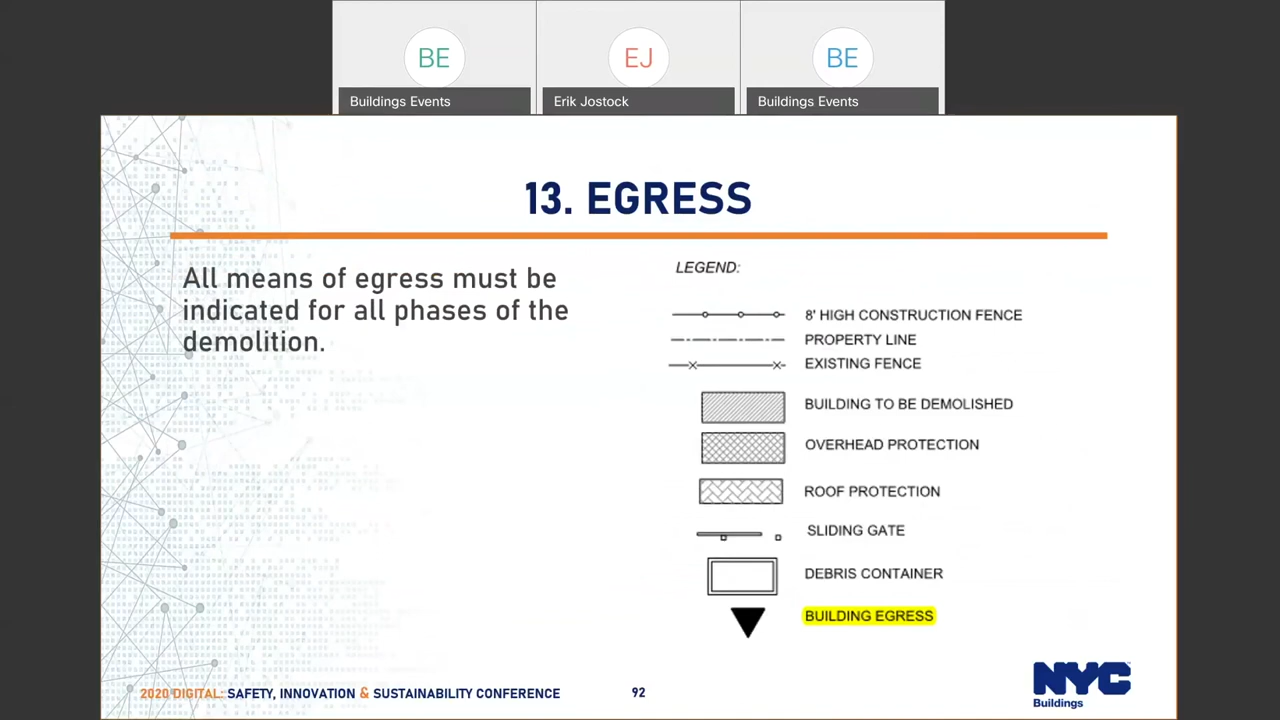 BE
EJ
BE
Buildings Events
Erik Jostock
Buildings Events
13. EGRESS
All means of egress must be
indicated for all phases of the
demolition.
LEGEND:
8' HIGH CONSTRUCTION FENCE
PROPERTY LINE
EXISTING FENCE
BUILDING TO BE DEMOLISHED
OVERHEAD PROTECTION
ROOF PROTECTION
SLIDING GATE
DEBRIS CONTAINER
BUILDING EGRESS
2020 DIGITAL: SAFETY, INNOVATION & SUSTAINABILITY CONFERENCE
92
NYC
Buildings